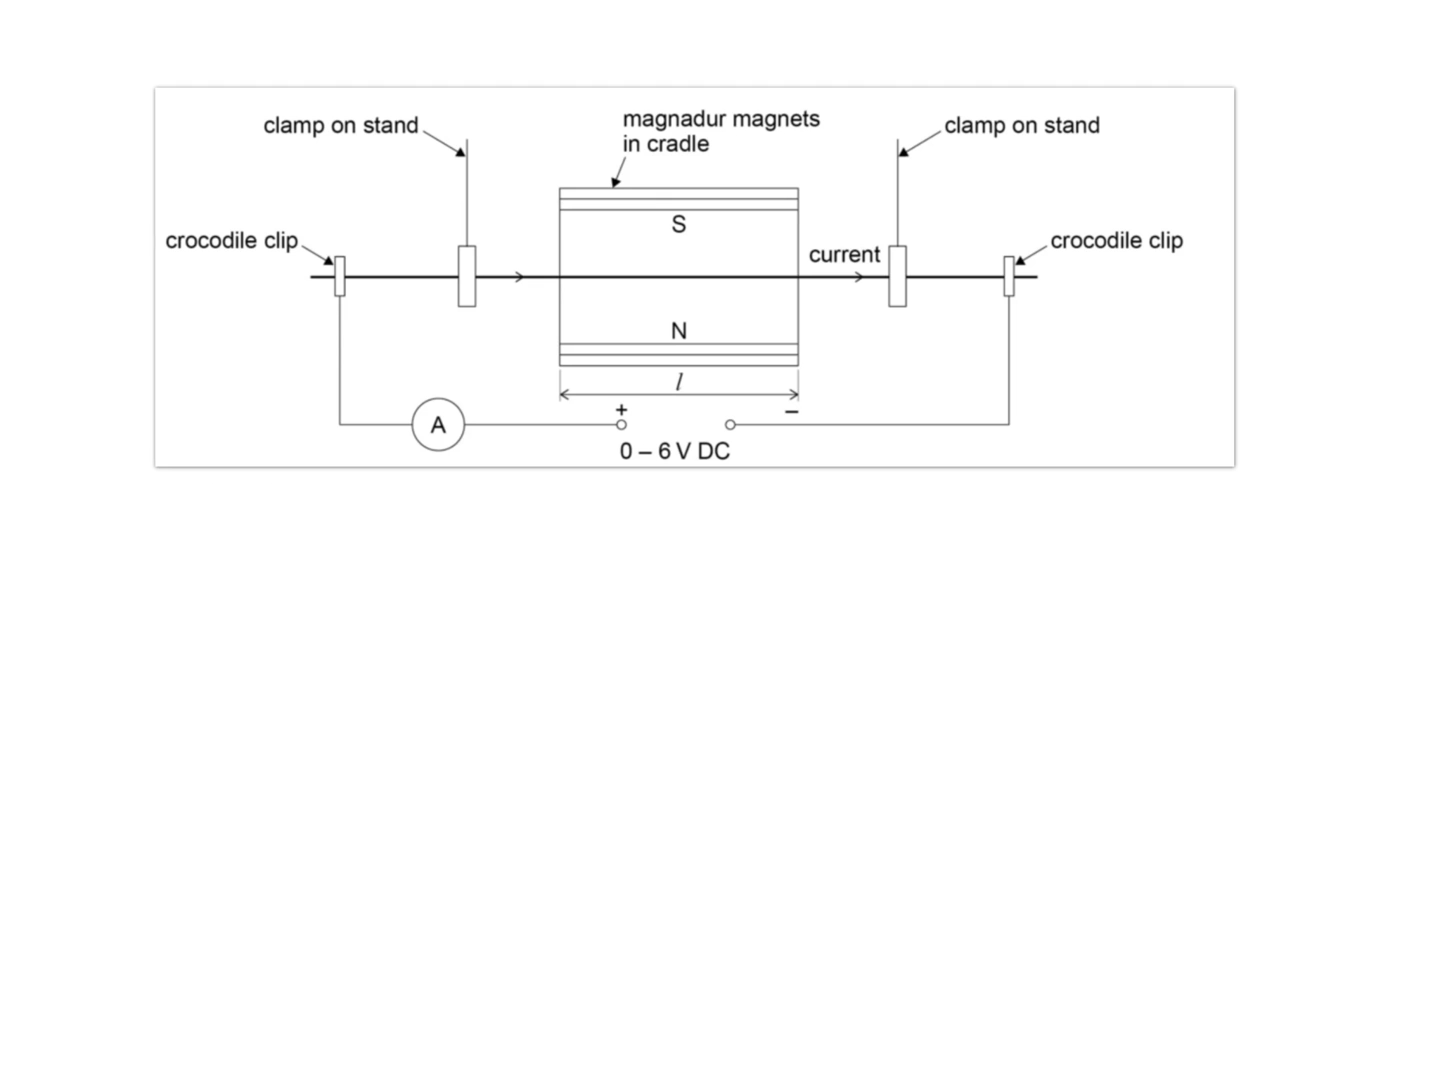 clamp on stand
magnadur magnets
in cradle
clamp on stand
crocodile clip
S
current
crocodile clip
N
l
+
–
A
0 – 6 V DC